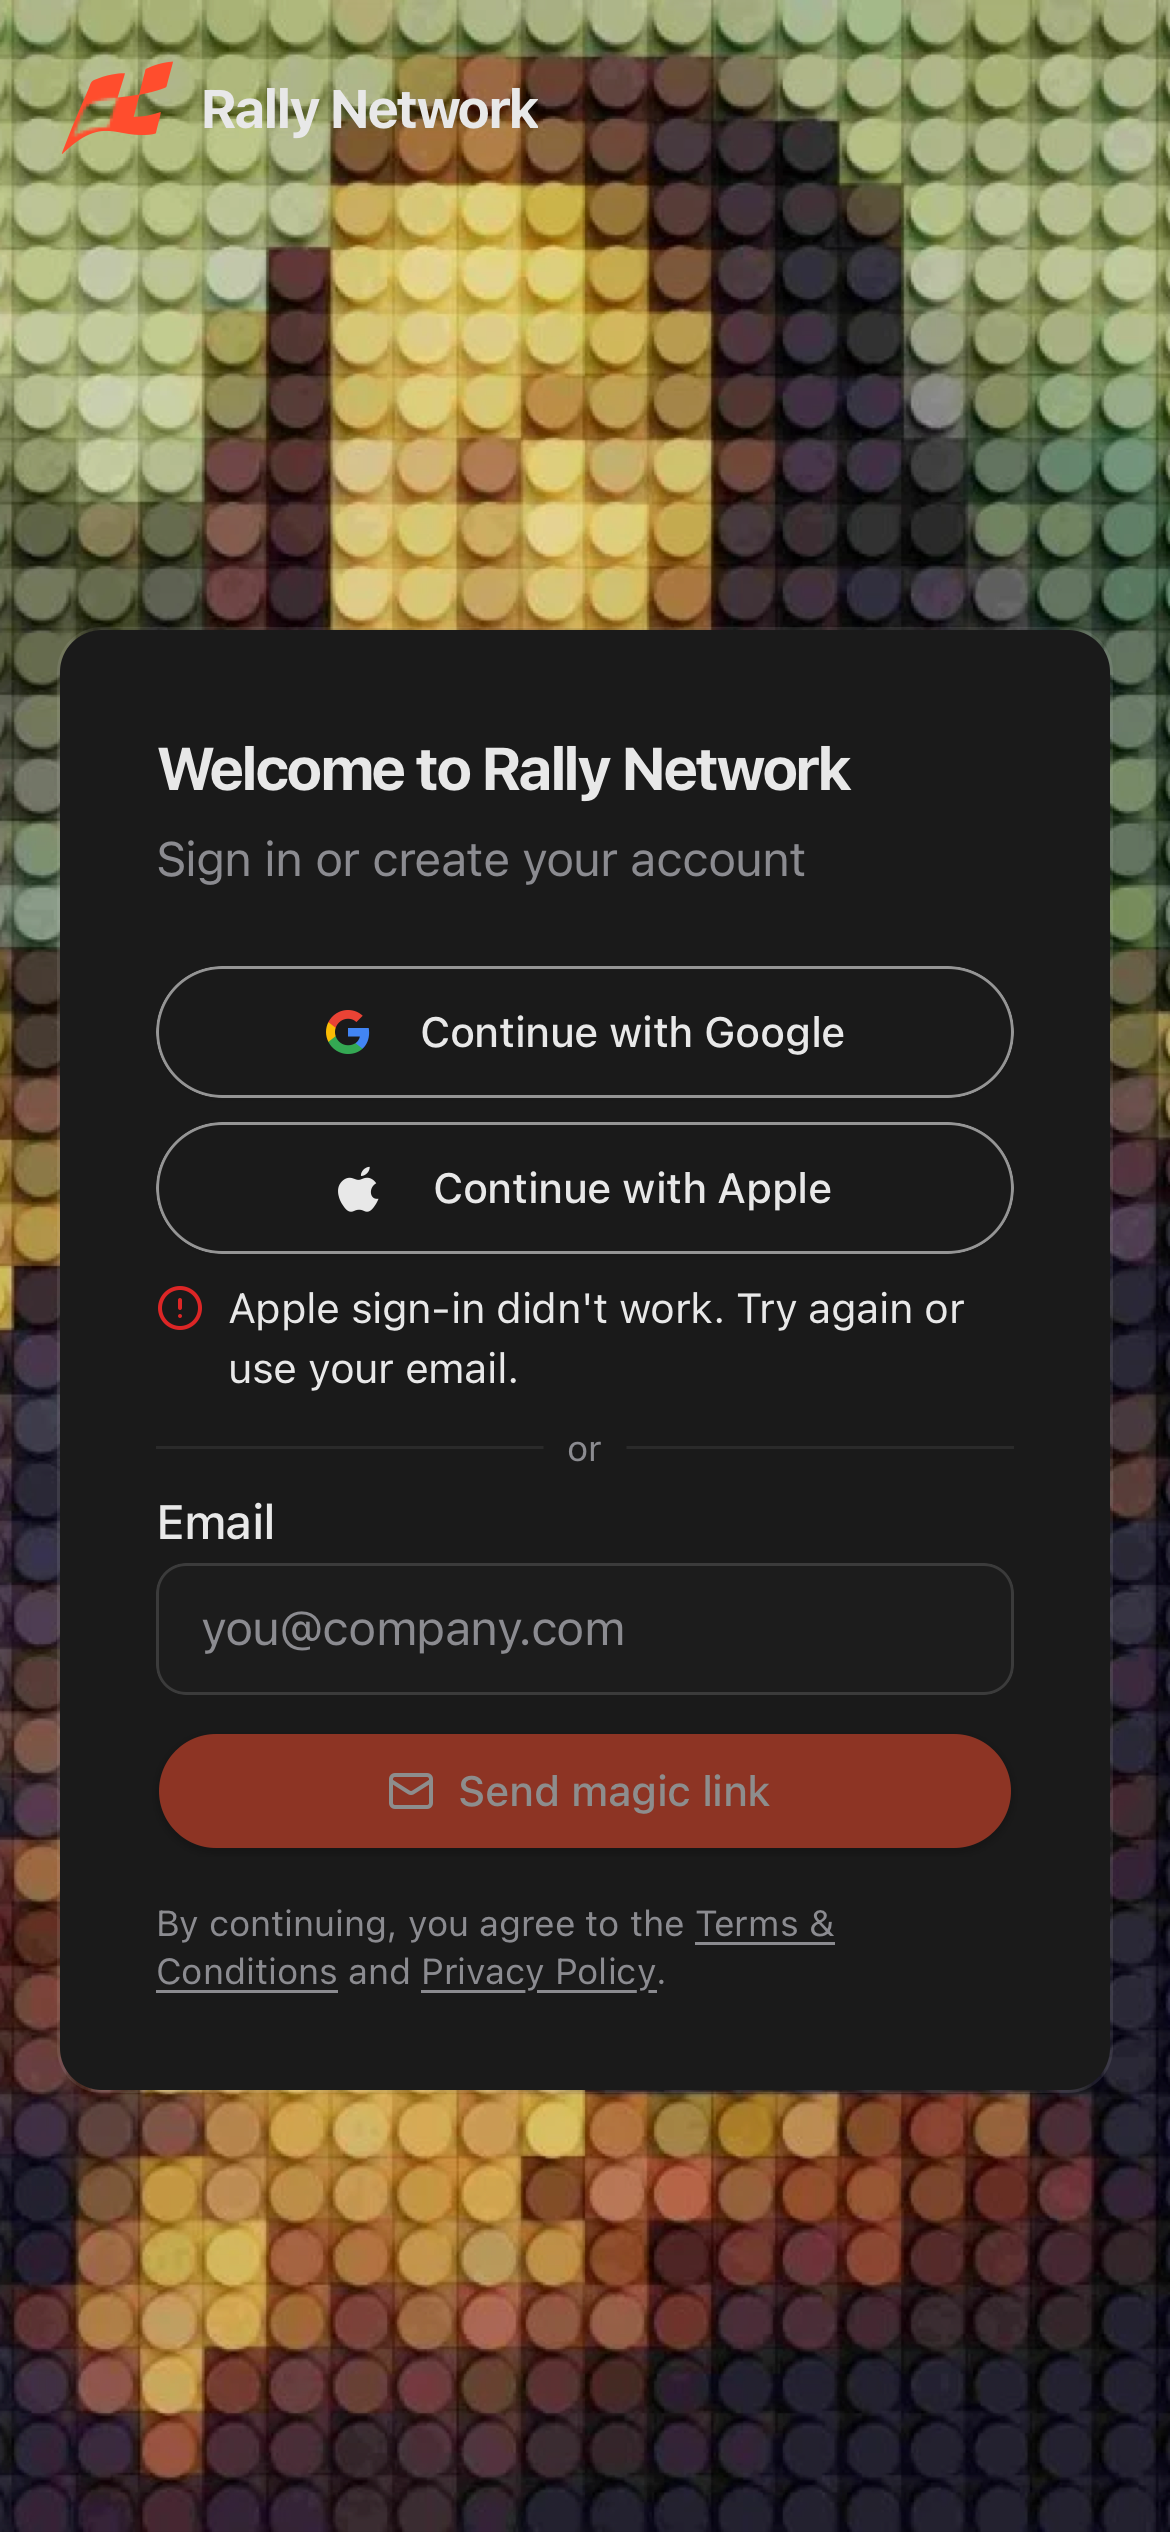 Rally Network
Welcome to Rally Network
Sign in or create your account
Continue with Google
Continue with Apple
Apple sign-in didn't work. Try again or
use your email.
or
Email
you@company.com
Send magic link
By continuing, you agree to the Terms &
Conditions and Privacy Policy.